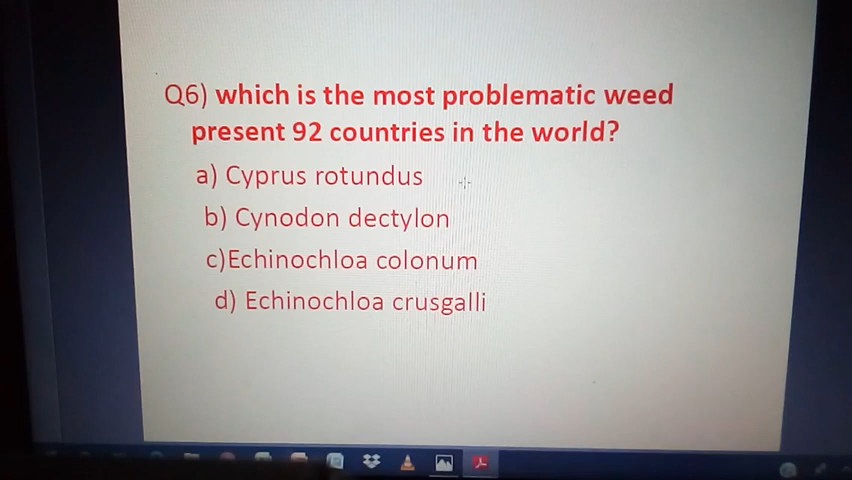 Q6) which is the most problematic weed
present 92 countries in the world?
a) Cyprus rotundus
b) Cynodon dectylon
c)Echinochloa colonum
d) Echinochloa crusgalli